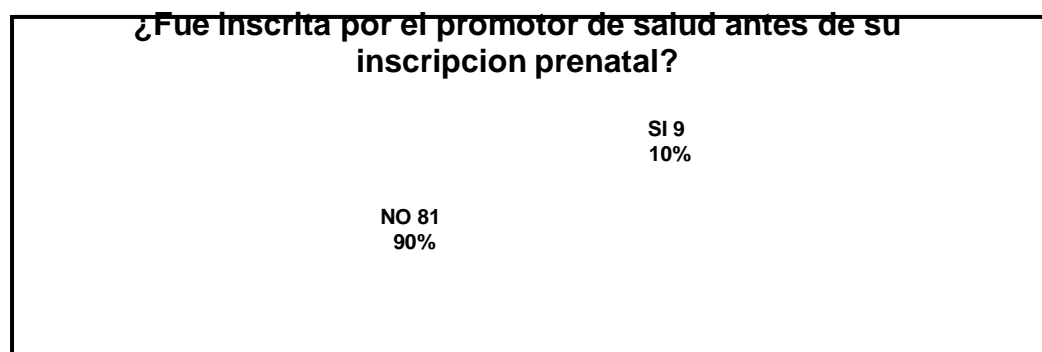 ¿Fue inscrita por el promotor de salud antes de su
inscripcion prenatal?
SI 9
10%
NO 81
90%